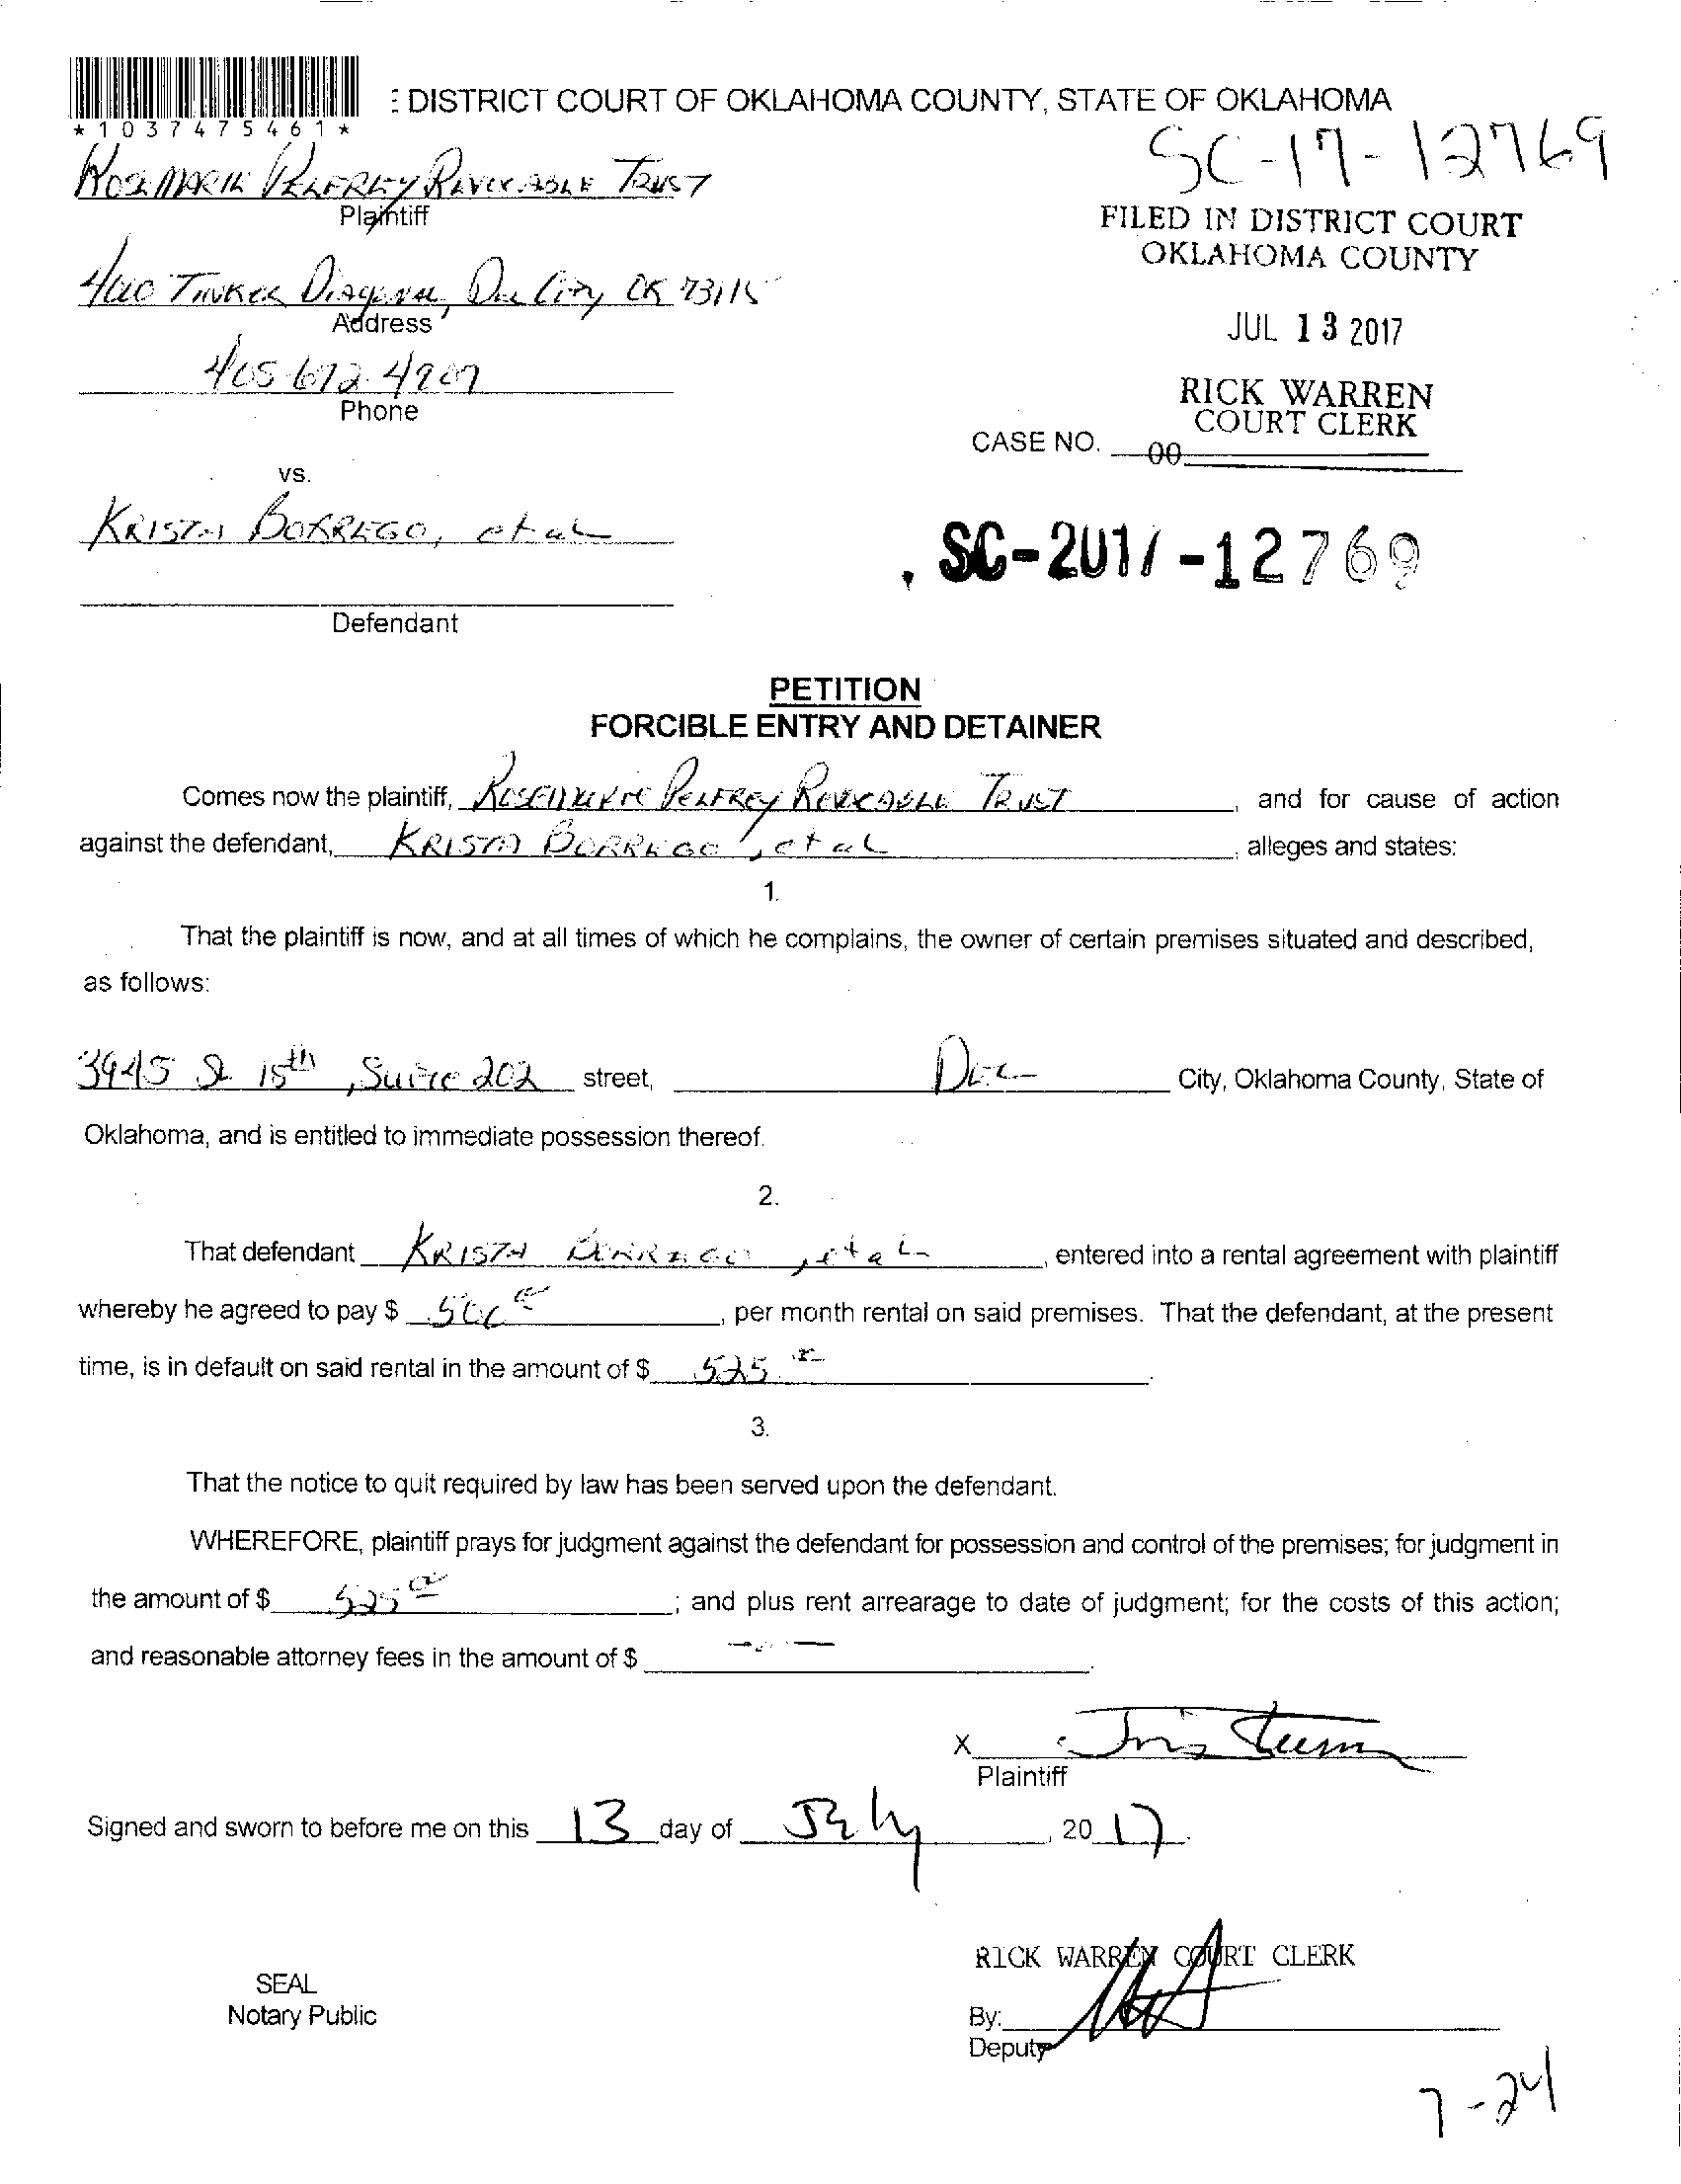 *1037475461*
DISTRICT COURT OF OKLAHOMA COUNTY, STATE OF OKLAHOMA
SC-17-12769
ROSEMARIE PELFREY REVOCABLE TRUST
Plaintiff
FILED IN DISTRICT COURT
OKLAHOMA COUNTY
TINKER DIAGONAL, DEL CITY, OK 73115
Address
JUL 13 2017
405-672-4907
Phone
RICK WARREN
COURT CLERK
CASE NO. 00
vs.
KRISTA BORREGO, et al
SC-2017-12769
Defendant
PETITION
FORCIBLE ENTRY AND DETAINER
Comes now the plaintiff, ROSEMARIE PELFREY REVOCABLE TRUST, and for cause of action
against the defendant, KRISTA BORREGO, et al alleges and states:
1.
That the plaintiff is now, and at all times of which he complains, the owner of certain premises situated and described,
as follows:
3945 SE 15th, SUITE 202 street, DEL City, Oklahoma County, State of
Oklahoma, and is entitled to immediate possession thereof.
2.
That defendant KRISTA BORREGO, et al, entered into a rental agreement with plaintiff
whereby he agreed to pay $ 500 , per month rental on said premises. That the defendant, at the present
time, is in default on said rental in the amount of $ 525 .
3.
That the notice to quit required by law has been served upon the defendant.
WHEREFORE, plaintiff prays for judgment against the defendant for possession and control of the premises; for judgment in
the amount of $ 525 ; and plus rent arrearage to date of judgment; for the costs of this action;
and reasonable attorney fees in the amount of $ .
X
Plaintiff
Signed and sworn to before me on this 13 day of July, 20 17.
RICK WARREN COURT CLERK
SEAL
Notary Public
By:
Deputy
7-24